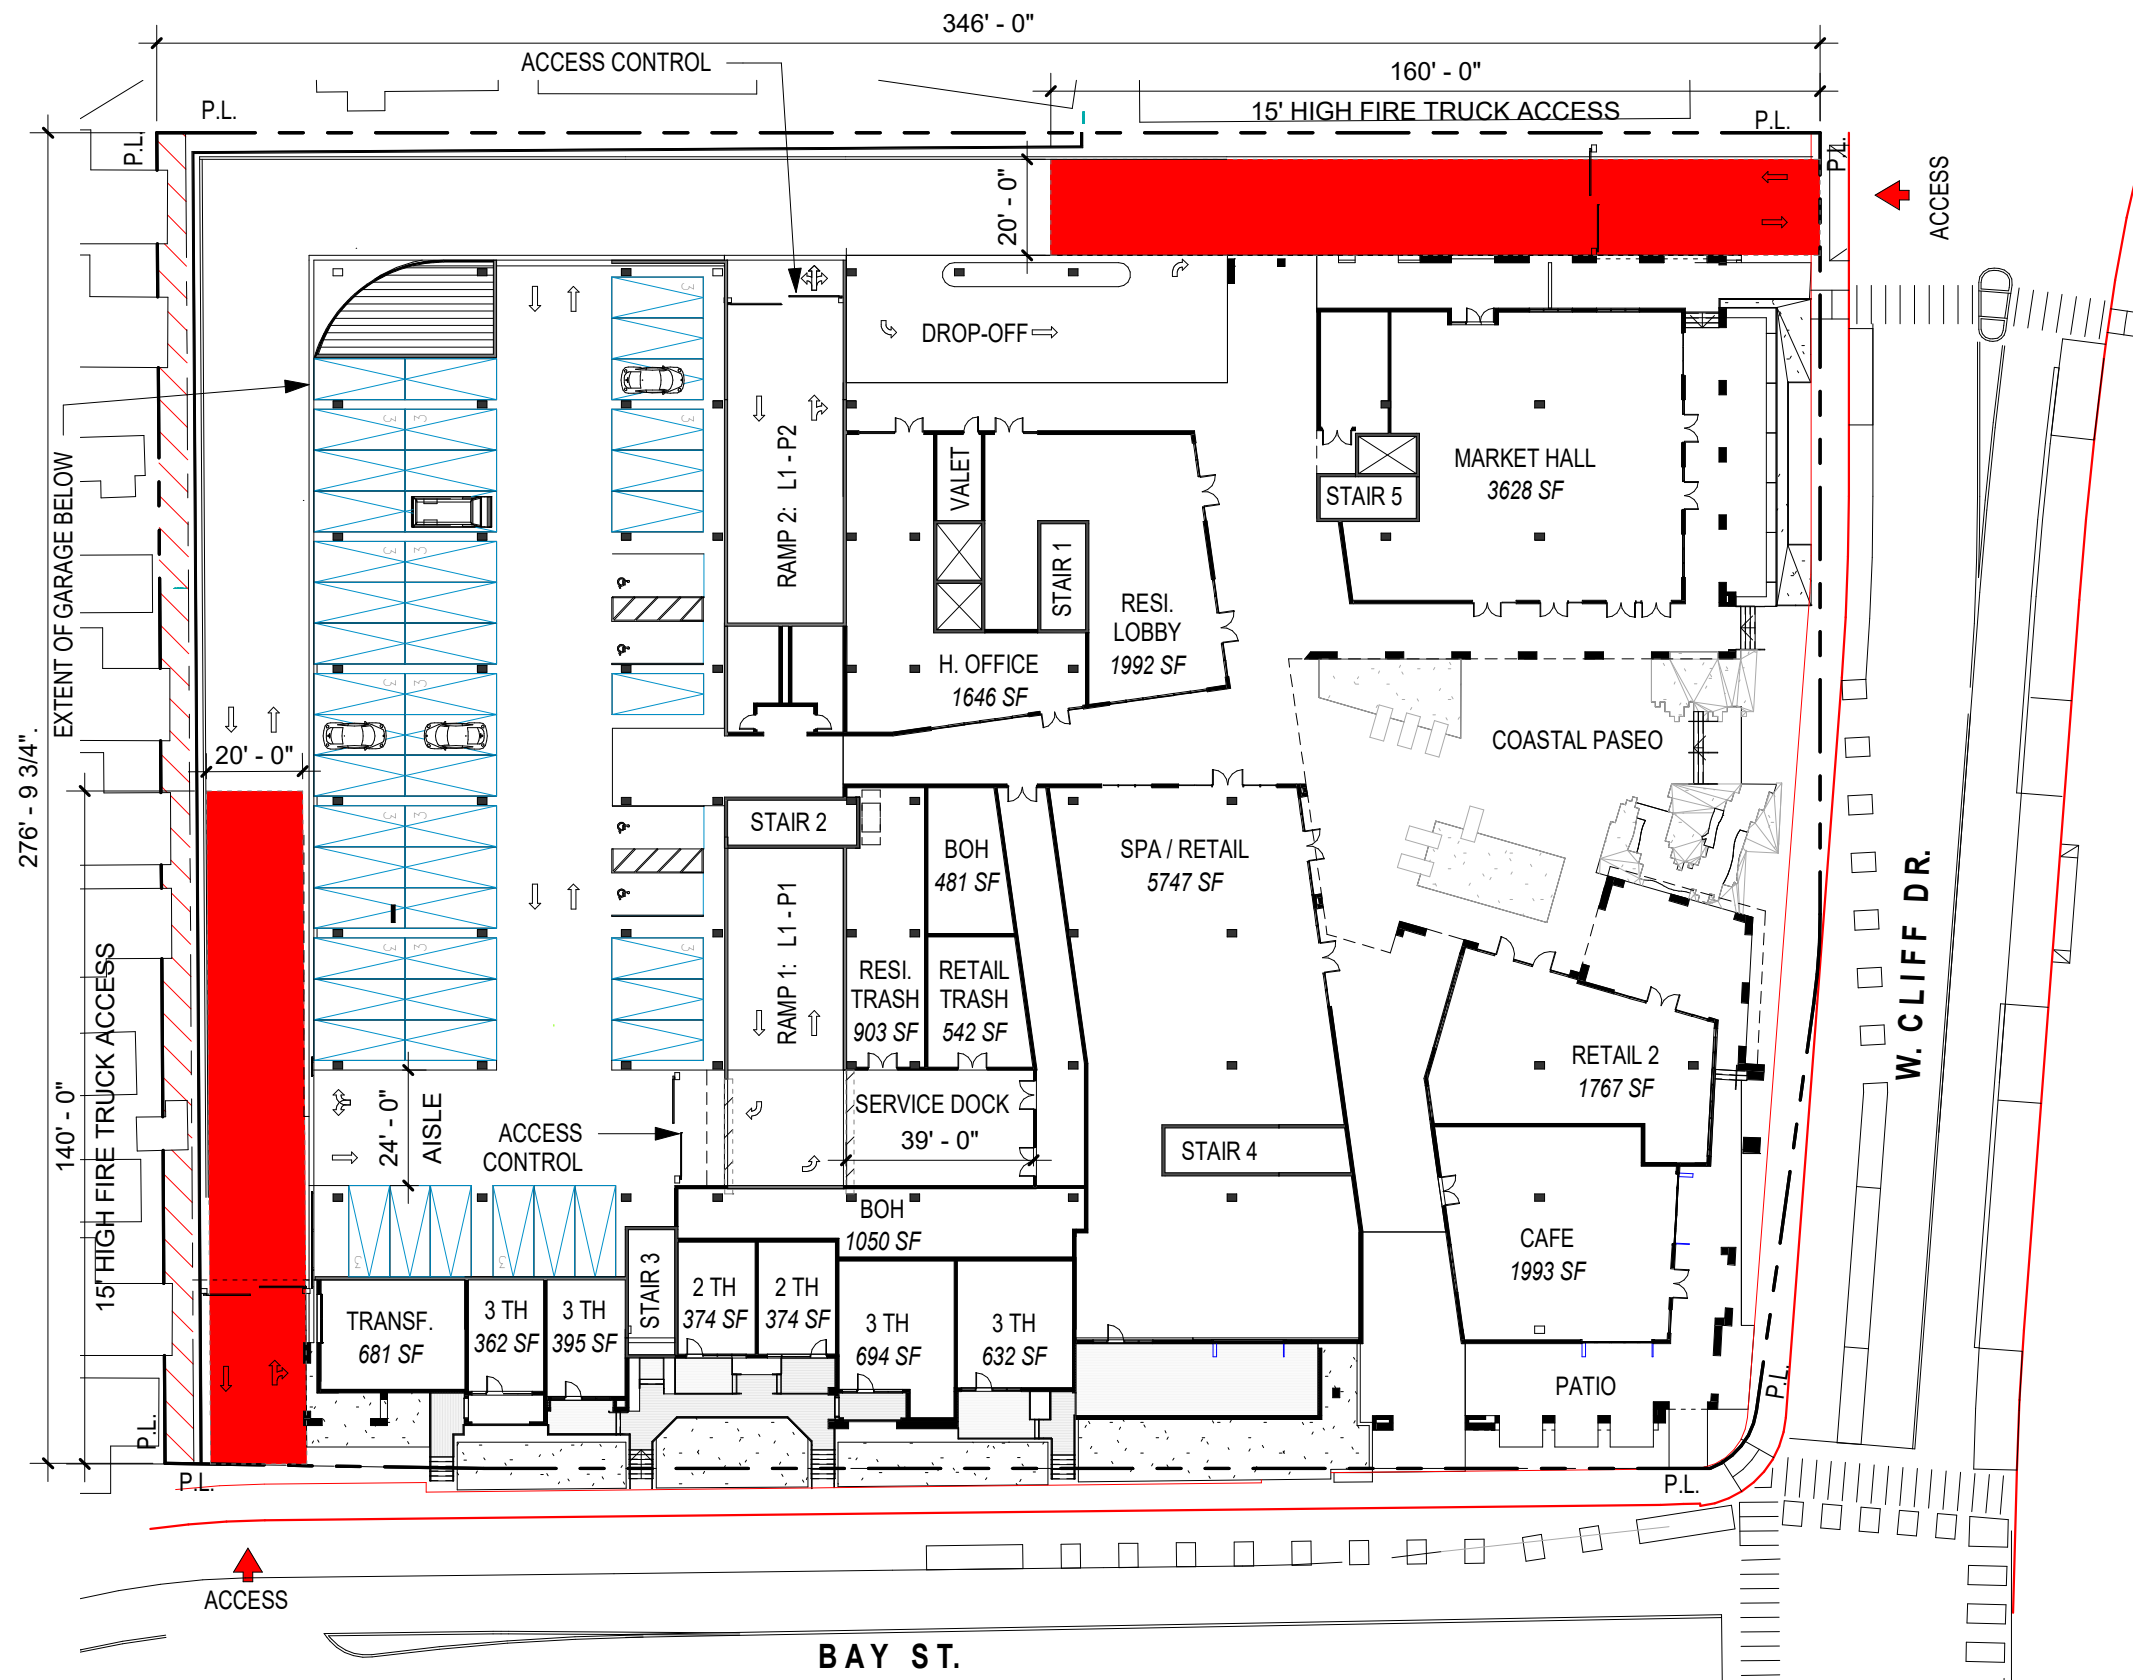 346' - 0"
ACCESS CONTROL
160' - 0"
15' HIGH FIRE TRUCK ACCESS
P.L.
P.L.
P.L.
P.L.
ACCESS
20' - 0"
DROP-OFF
RAMP 2: L1 - P2
VALET
MARKET HALL
3628 SF
STAIR 5
STAIR 1
RESI.
LOBBY
1992 SF
H. OFFICE
1646 SF
EXTENT OF GARAGE BELOW
276' - 9 3/4".
20' - 0"
COASTAL PASEO
STAIR 2
BOH
481 SF
SPA / RETAIL
5747 SF
W. CLIFF DR.
RAMP 1: L1 - P1
RESI.
TRASH
903 SF
RETAIL
TRASH
542 SF
RETAIL 2
1767 SF
140' - 0"
15' HIGH FIRE TRUCK ACCESS
24' - 0"
AISLE
ACCESS
CONTROL
SERVICE DOCK
39' - 0"
STAIR 4
BOH
1050 SF
CAFE
1993 SF
STAIR 3
TRANSF.
681 SF
3 TH
362 SF
3 TH
395 SF
2 TH
374 SF
2 TH
374 SF
3 TH
694 SF
3 TH
632 SF
PATIO
P.L.
P.L.
P.L.
P.L.
ACCESS
BAY ST.